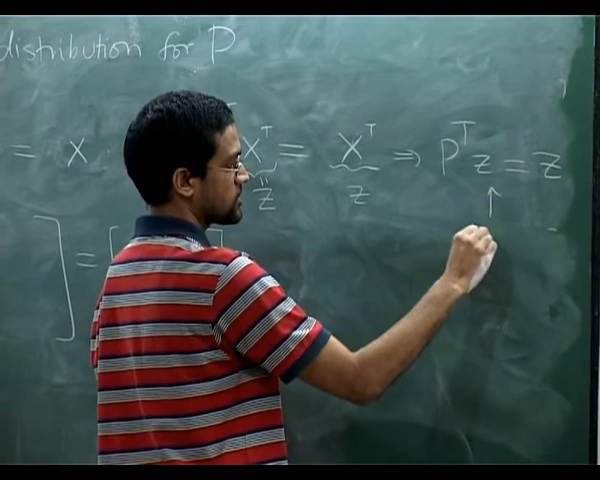 distribution for P
= X X^T = X^T ⇒ P^T z = z
" z z ↑
] = [ ]